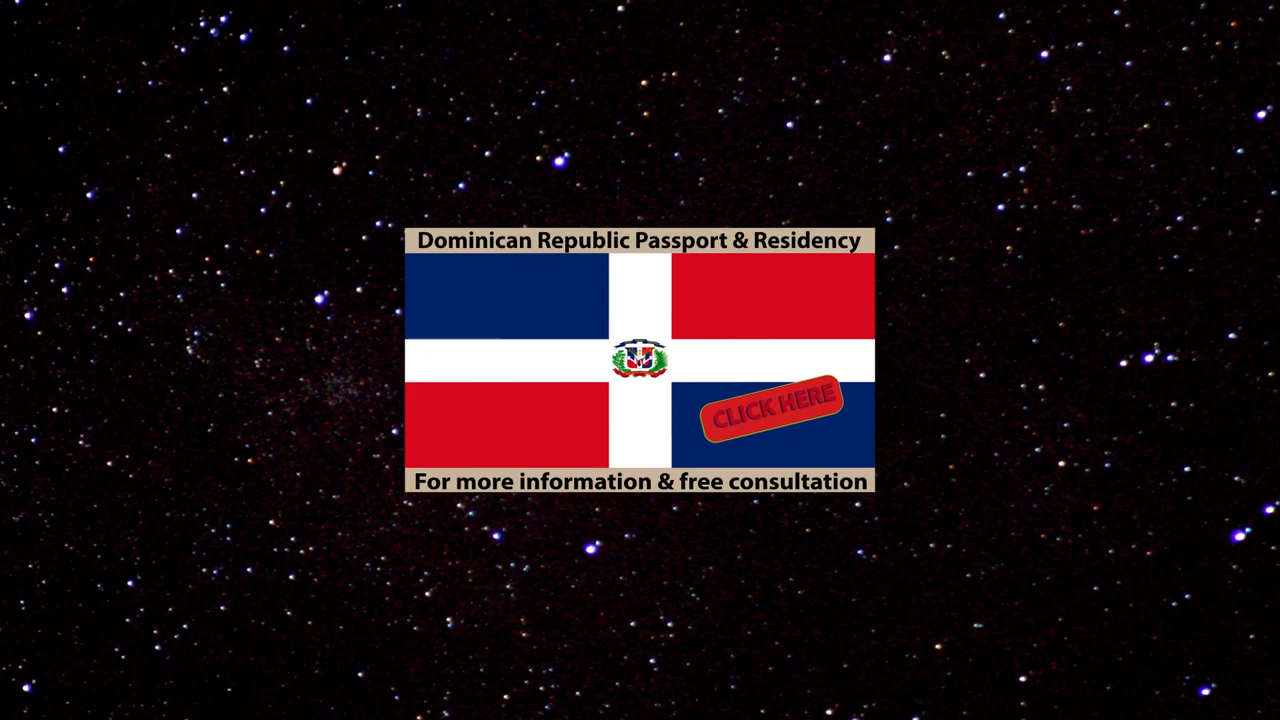 Dominican Republic Passport & Residency
CLICK HERE
For more information & free consultation